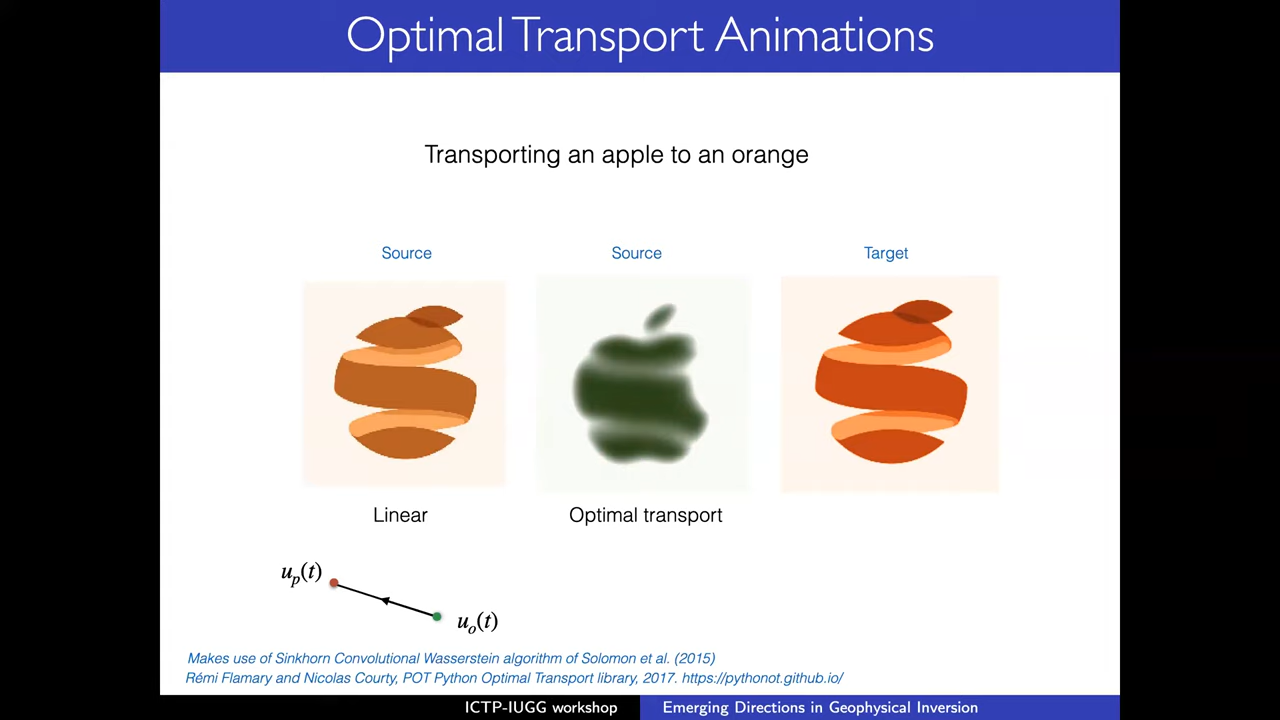 Optimal Transport Animations
Transporting an apple to an orange
Source
Source
Target
Linear
Optimal transport
uₚ(t)
uₒ(t)
Makes use of Sinkhorn Convolutional Wasserstein algorithm of Solomon et al. (2015)
Rémi Flamary and Nicolas Courty, POT Python Optimal Transport library, 2017. https://pythonot.github.io/
ICTP-IUGG workshop
Emerging Directions in Geophysical Inversion